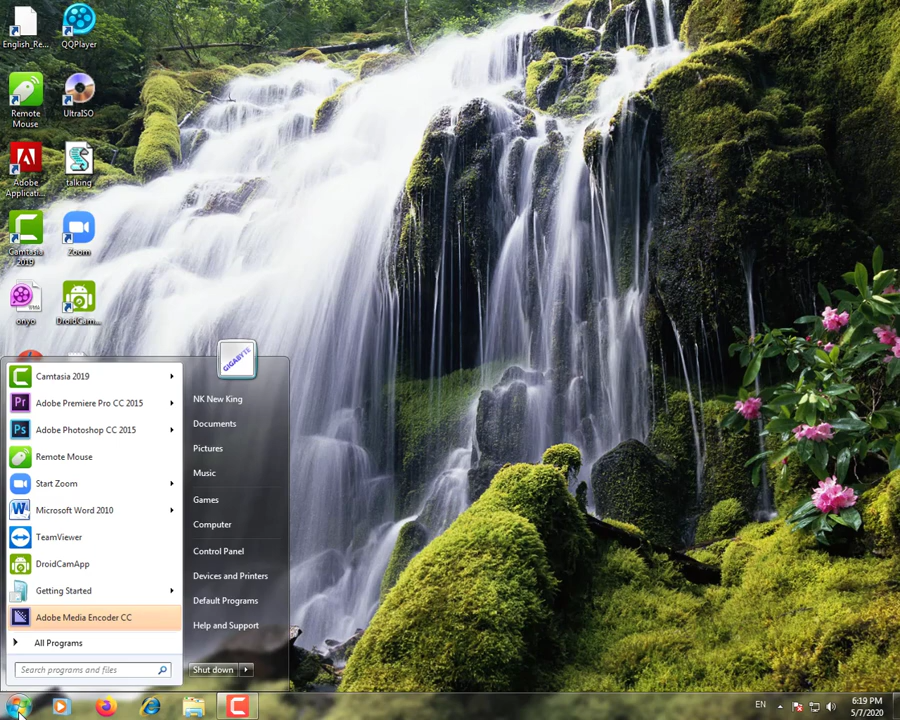 English_Re...
QQPlayer
Remote
Mouse
UltraISO
Adobe
Applicati...
talking
Camtasia
2019
Zoom
onyo
DroidCam...
GIGABYTE
Camtasia 2019
Adobe Premiere Pro CC 2015
Adobe Photoshop CC 2015
Remote Mouse
Start Zoom
Microsoft Word 2010
TeamViewer
DroidCamApp
Getting Started
Adobe Media Encoder CC
All Programs
Search programs and files
NK New King
Documents
Pictures
Music
Games
Computer
Control Panel
Devices and Printers
Default Programs
Help and Support
Shut down
EN
6:19 PM
5/7/2020